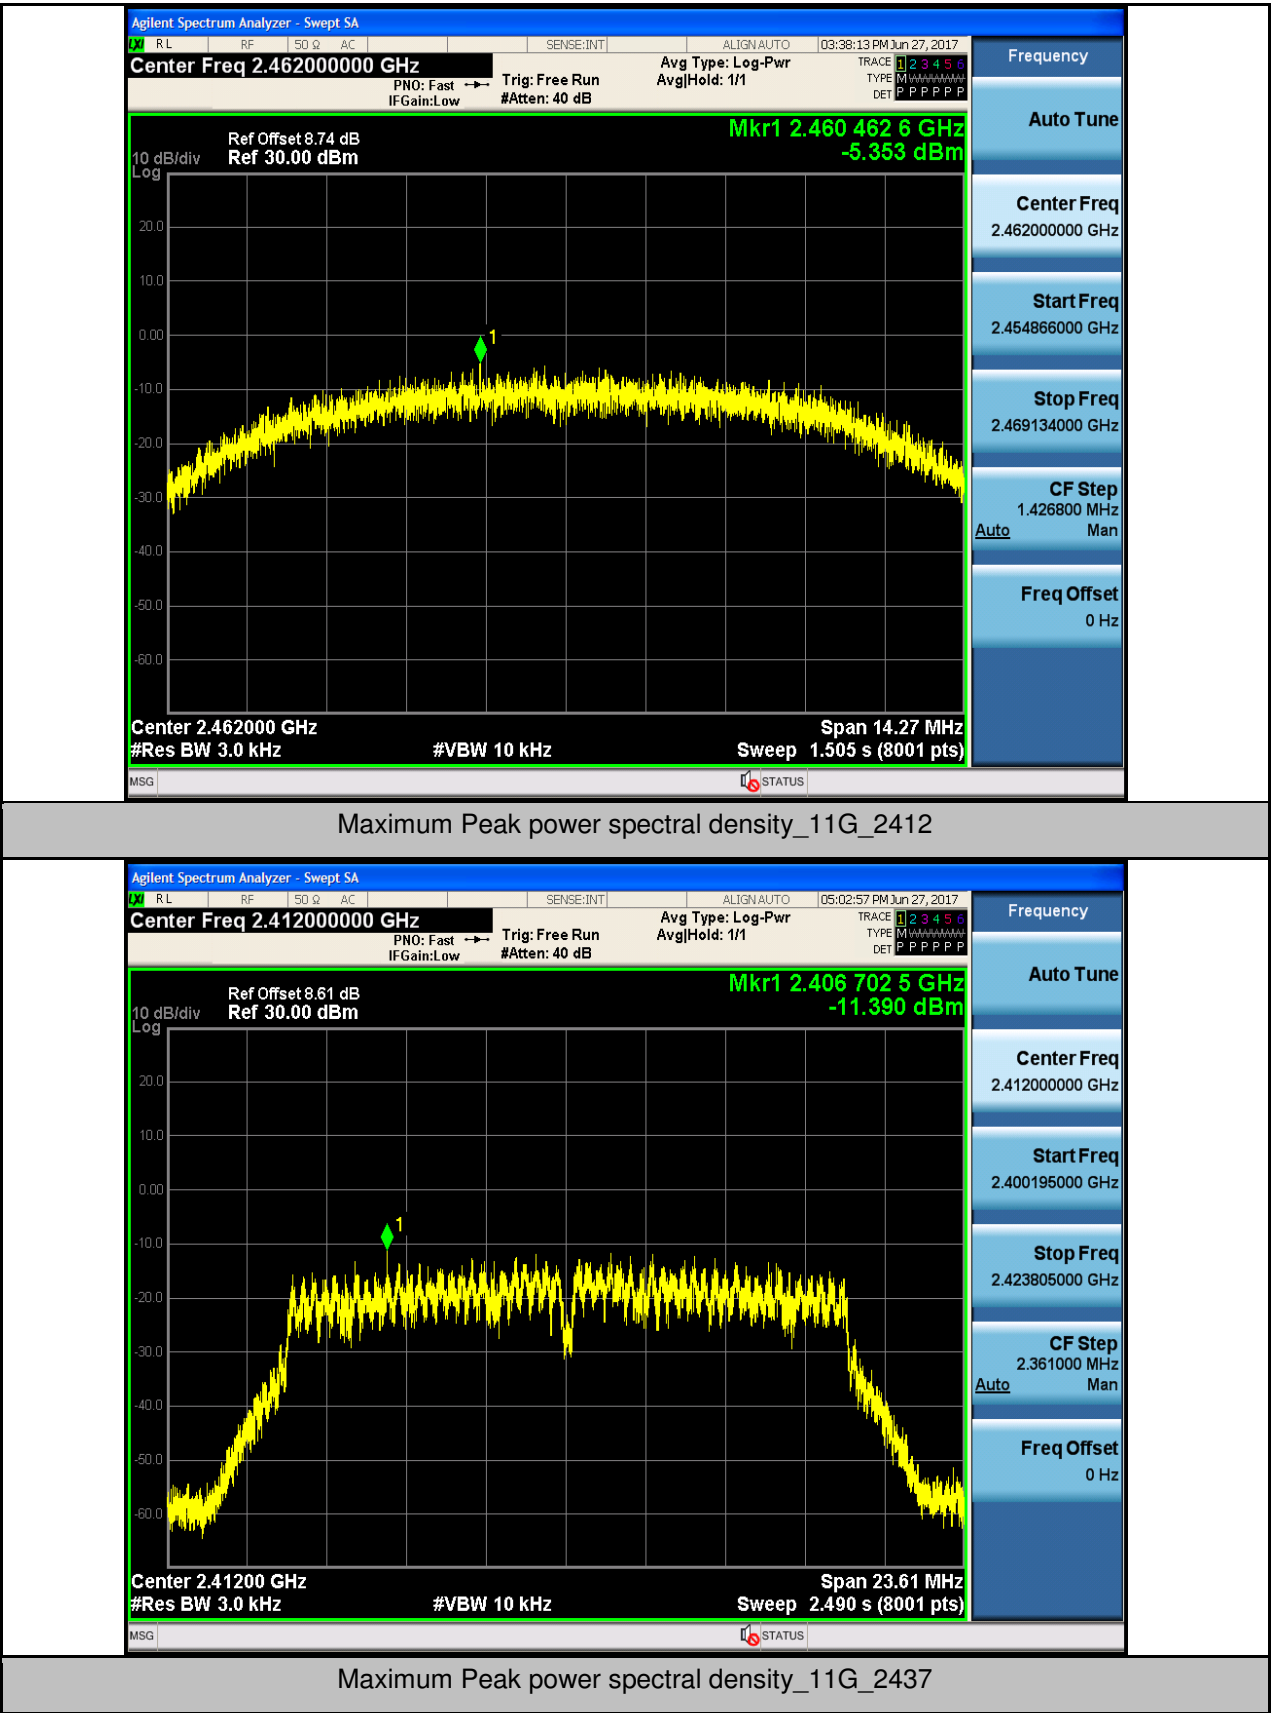 Agilent Spectrum Analyzer - Swept SA
LXI RL RF 50 Ω AC SENSE:INT ALIGN AUTO 03:38:13 PM Jun 27, 2017
Center Freq 2.462000000 GHz
PNO: Fast
IFGain:Low
Trig: Free Run
#Atten: 40 dB
Avg Type: Log-Pwr
Avg|Hold: 1/1
TRACE 1 2 3 4 5 6
TYPE M
DET P P P P P P
Ref Offset 8.74 dB
10 dB/div Ref 30.00 dBm
Log
Mkr1 2.460 462 6 GHz
-5.353 dBm
20.0
10.0
0.00
-10.0
-20.0
-30.0
-40.0
-50.0
-60.0
1
Center 2.462000 GHz Span 14.27 MHz
#Res BW 3.0 kHz #VBW 10 kHz Sweep 1.505 s (8001 pts)
MSG STATUS
Frequency
Auto Tune
Center Freq
2.462000000 GHz
Start Freq
2.454866000 GHz
Stop Freq
2.469134000 GHz
CF Step
1.426800 MHz
Auto Man
Freq Offset
0 Hz
Maximum Peak power spectral density_11G_2412
Agilent Spectrum Analyzer - Swept SA
LXI RL RF 50 Ω AC SENSE:INT ALIGN AUTO 05:02:57 PM Jun 27, 2017
Center Freq 2.412000000 GHz
PNO: Fast
IFGain:Low
Trig: Free Run
#Atten: 40 dB
Avg Type: Log-Pwr
Avg|Hold: 1/1
TRACE 1 2 3 4 5 6
TYPE M
DET P P P P P P
Ref Offset 8.61 dB
10 dB/div Ref 30.00 dBm
Log
Mkr1 2.406 702 5 GHz
-11.390 dBm
20.0
10.0
0.00
-10.0
-20.0
-30.0
-40.0
-50.0
-60.0
1
Center 2.41200 GHz Span 23.61 MHz
#Res BW 3.0 kHz #VBW 10 kHz Sweep 2.490 s (8001 pts)
MSG STATUS
Frequency
Auto Tune
Center Freq
2.412000000 GHz
Start Freq
2.400195000 GHz
Stop Freq
2.423805000 GHz
CF Step
2.361000 MHz
Auto Man
Freq Offset
0 Hz
Maximum Peak power spectral density_11G_2437